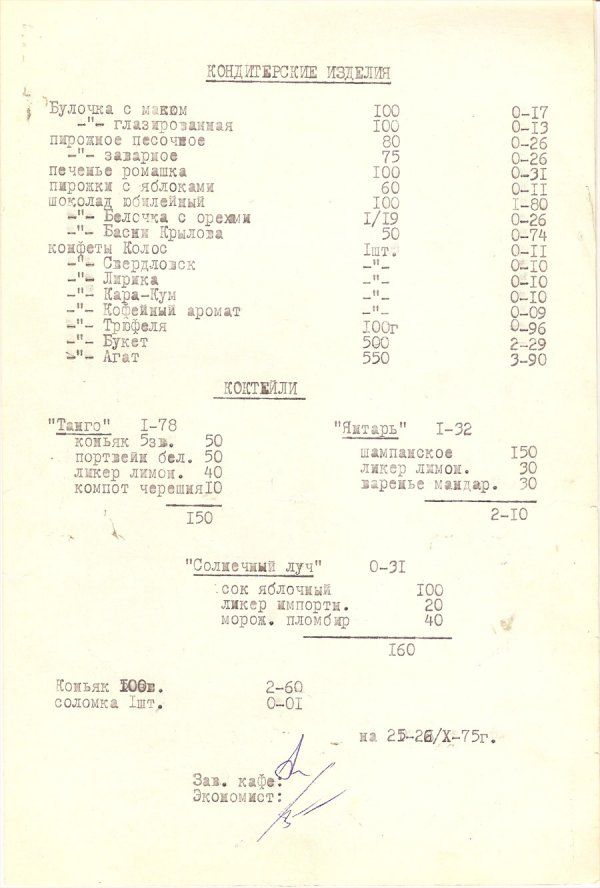 КОНДИТЕРСКИЕ ИЗДЕЛИЯ
Булочка с маком 100 0-17
-"- глазированная 100 0-13
пирожное песочное 80 0-26
-"- заварное 75 0-26
печенье ромашка 100 0-31
пирожки с яблоками 60 0-11
шоколад юбилейный 100 1-80
-"- Белочка с орехами 1/19 0-26
-"- Басни Крылова 50 0-74
конфеты Колос 1шт. 0-11
-"- Свердловск -"- 0-10
-"- Лирика -"- 0-10
-"- Кара-Кум -"- 0-10
-"- Кофейный аромат -"- 0-09
-"- Трюфеля 100г 0-96
-"- Букет 500 2-29
-"- Агат 550 3-90
КОКТЕЙЛИ
"Танго" 1-78
коньяк 5зв. 50
портвейн бел. 50
ликер лимон. 40
компот черешня10
150
"Янтарь" 1-32
шампанское 150
ликер лимон. 30
варенье мандар. 30
2-10
"Солнечный луч" 0-31
сок яблочный 100
ликер импортн. 20
морож. пломбир 40
160
Коньяк 2-60
соломка 1шт. 0-01
на 25-26/X-75г.
Зав. кафе:
Экономист: